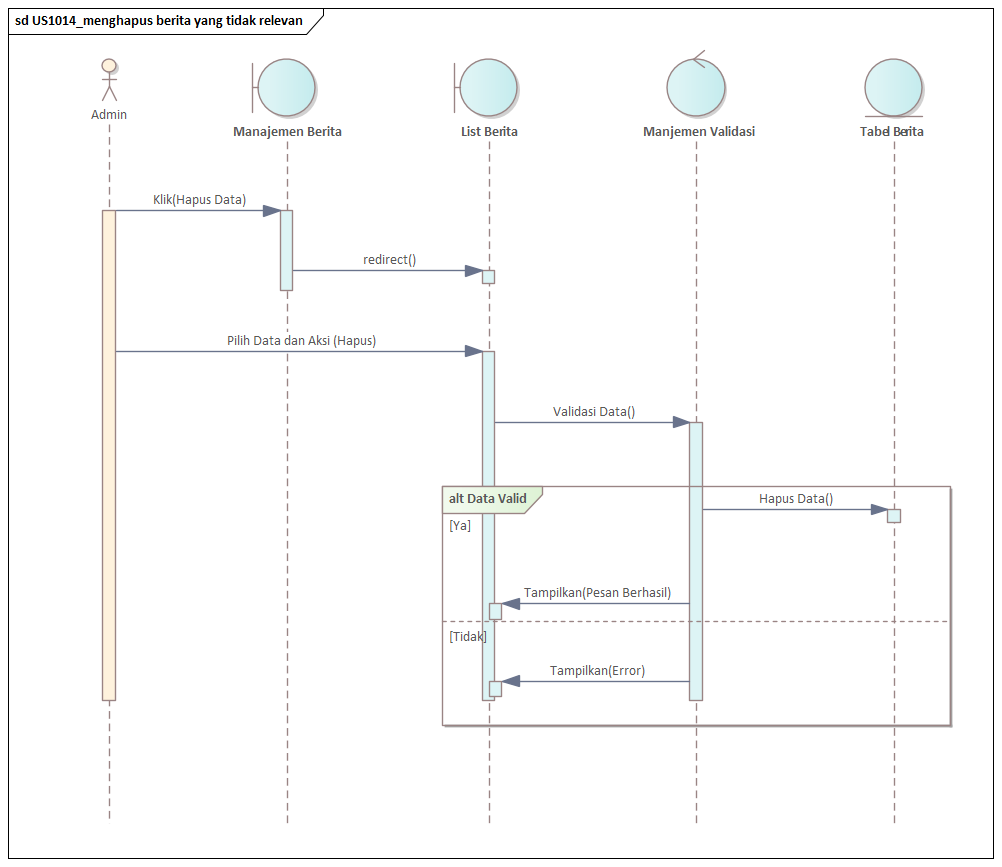 sd US1014_menghapus berita yang tidak relevan
Admin
Manajemen Berita
List Berita
Manjemen Validasi
Tabel Berita
Klik(Hapus Data)
redirect()
Pilih Data dan Aksi (Hapus)
Validasi Data()
alt Data Valid
Hapus Data()
[Ya]
Tampilkan(Pesan Berhasil)
[Tidak]
Tampilkan(Error)